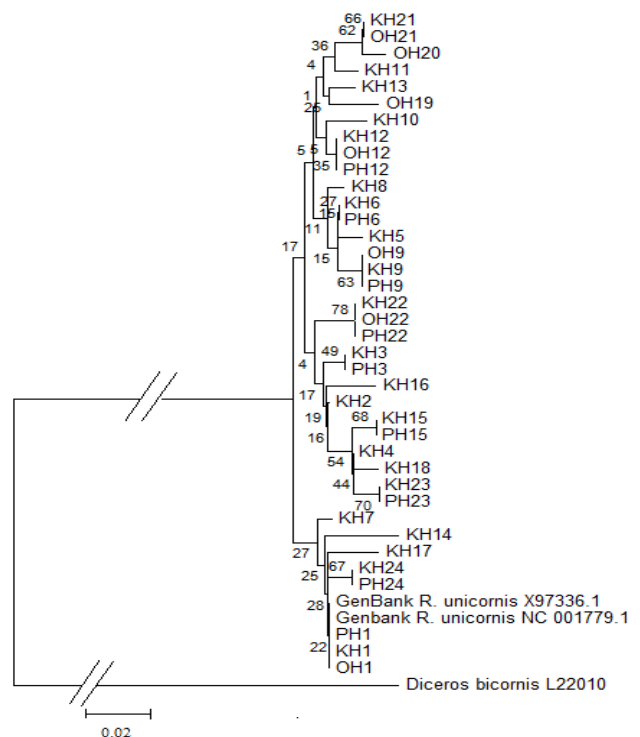 66 KH21
62 OH21
36 OH20
4 KH11
KH13
1
25 OH19
KH10
KH12
5 5 OH12
35 PH12
KH8
27 KH6
15 PH6
11 KH5
17 15 OH9
KH9
63 PH9
KH22
78 OH22
PH22
4 49 KH3
PH3
17 KH16
19 KH2
68 KH15
16 PH15
54 KH4
KH18
44 KH23
70 PH23
KH7
27 KH14
KH17
25 67 KH24
PH24
28 GenBank R. unicornis X97336.1
Genbank R. unicornis NC 001779.1
PH1
22 KH1
OH1
Diceros bicornis L22010
0.02